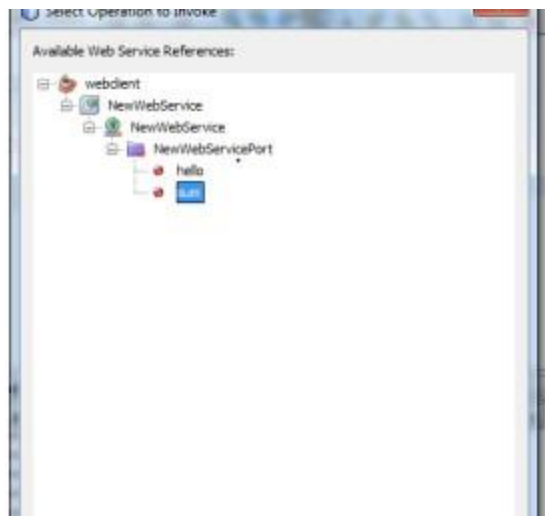 Select Operation to Invoke
Available Web Service References:
webclient
NewWebService
NewWebService
NewWebServicePort
hello
sum